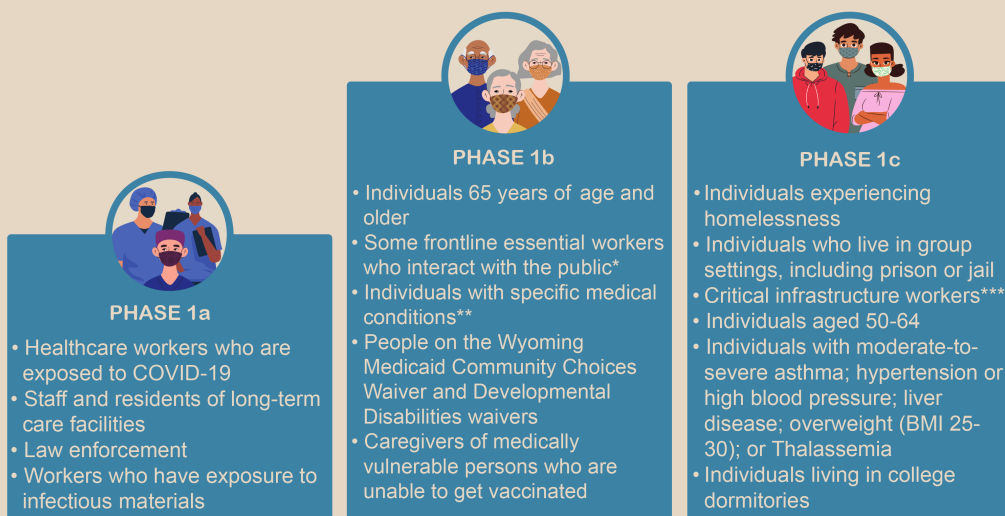 PHASE 1a
• Healthcare workers who are
exposed to COVID-19
• Staff and residents of long-term
care facilities
• Law enforcement
• Workers who have exposure to
infectious materials
PHASE 1b
• Individuals 65 years of age and
older
• Some frontline essential workers
who interact with the public*
• Individuals with specific medical
conditions**
• People on the Wyoming
Medicaid Community Choices
Waiver and Developmental
Disabilities waivers
• Caregivers of medically
vulnerable persons who are
unable to get vaccinated
PHASE 1c
• Individuals experiencing
homelessness
• Individuals who live in group
settings, including prison or jail
• Critical infrastructure workers***
• Individuals aged 50-64
• Individuals with moderate-to-
severe asthma; hypertension or
high blood pressure; liver
disease; overweight (BMI 25-
30); or Thalassemia
• Individuals living in college
dormitories